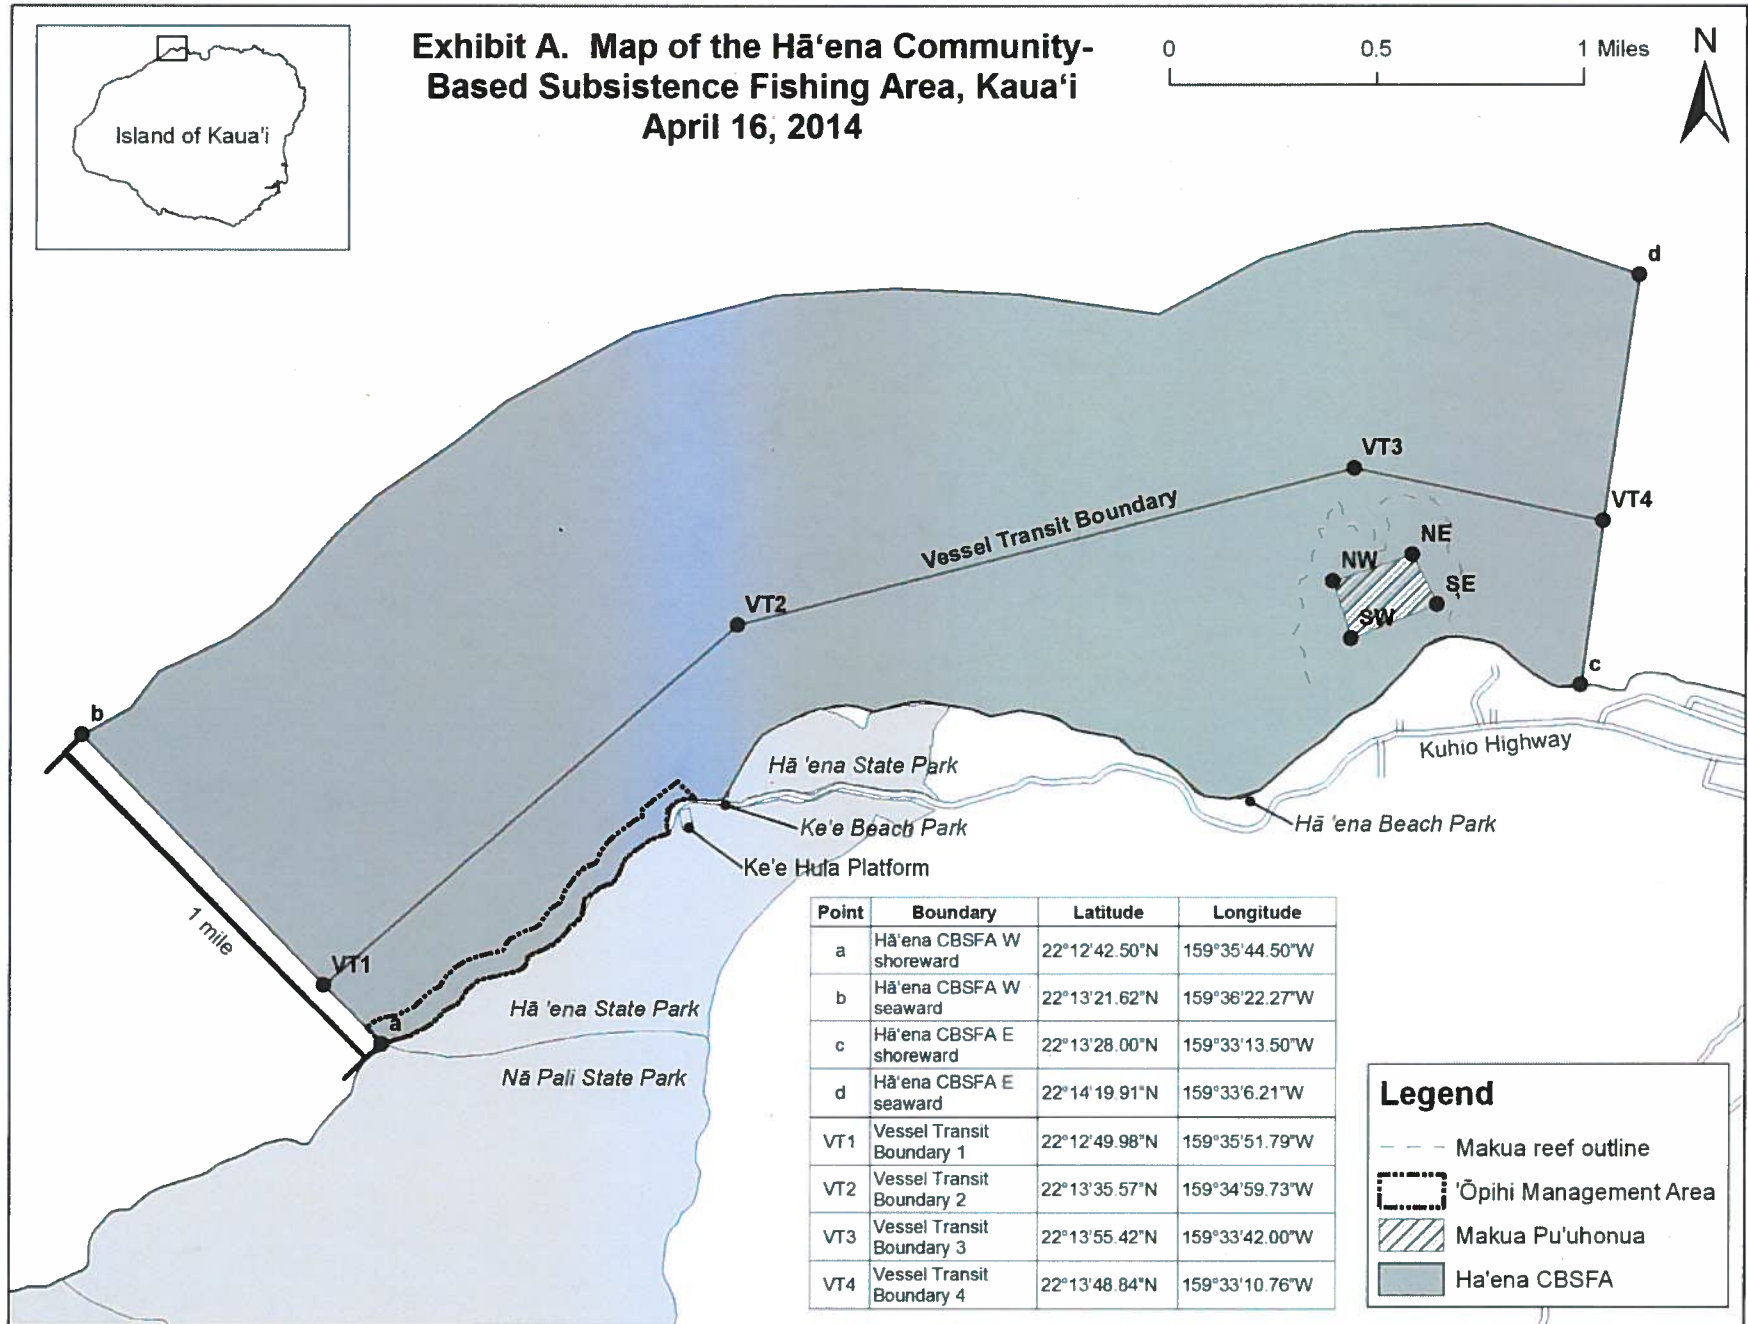 Exhibit A. Map of the Hā‘ena Community-
Based Subsistence Fishing Area, Kaua‘i
April 16, 2014
Island of Kaua'i
0 0.5 1 Miles
N
d
VT3
VT4
Vessel Transit Boundary
NE
NW
SE
SW
VT2
c
b
Kuhio Highway
Hā 'ena State Park
Ke'e Beach Park
Hā 'ena Beach Park
Ke'e Hula Platform
1 mile
VT1
a
Hā 'ena State Park
Nā Pali State Park
Point Boundary Latitude Longitude
a Hā'ena CBSFA W shoreward 22°12'42.50"N 159°35'44.50"W
b Hā'ena CBSFA W seaward 22°13'21.62"N 159°36'22.27"W
c Hā'ena CBSFA E shoreward 22°13'28.00"N 159°33'13.50"W
d Hā'ena CBSFA E seaward 22°14'19.91"N 159°33'6.21"W
VT1 Vessel Transit Boundary 1 22°12'49.98"N 159°35'51.79"W
VT2 Vessel Transit Boundary 2 22°13'35.57"N 159°34'59.73"W
VT3 Vessel Transit Boundary 3 22°13'55.42"N 159°33'42.00"W
VT4 Vessel Transit Boundary 4 22°13'48.84"N 159°33'10.76"W
Legend
Makua reef outline
'Ōpihi Management Area
Makua Pu'uhonua
Ha'ena CBSFA